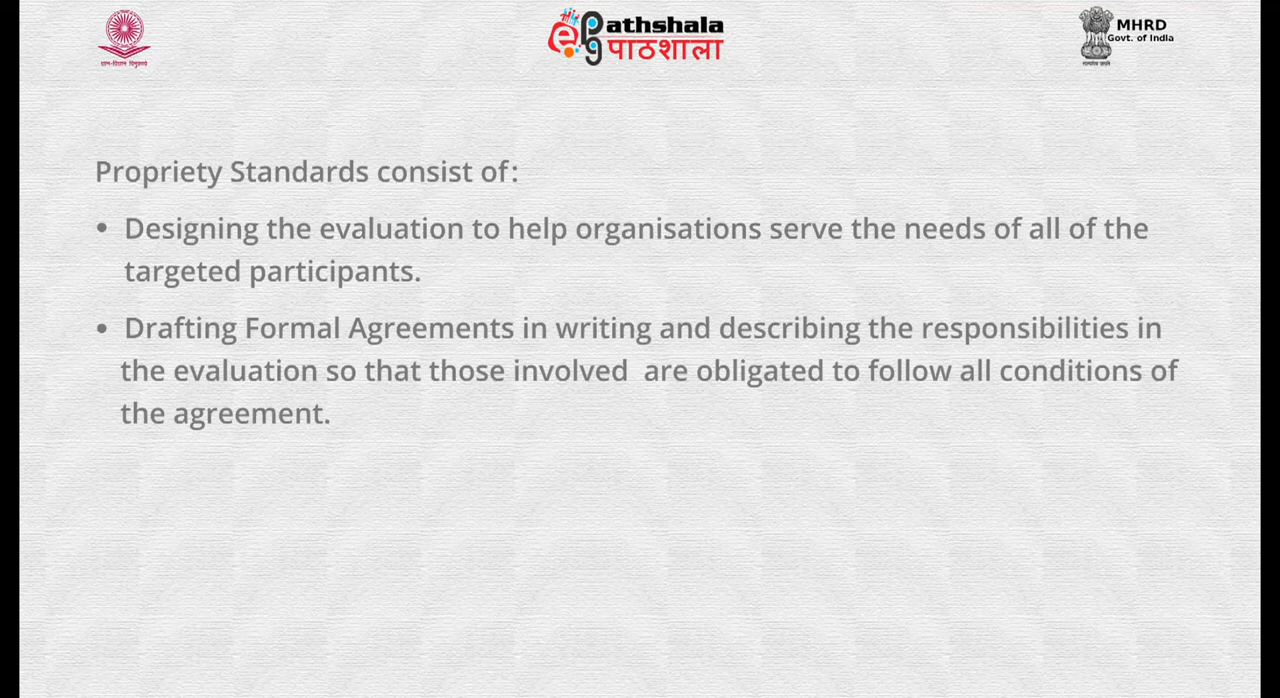 Pathshala
पाठशाला
MHRD
Govt. of India
Propriety Standards consist of:
• Designing the evaluation to help organisations serve the needs of all of the
targeted participants.
• Drafting Formal Agreements in writing and describing the responsibilities in
the evaluation so that those involved are obligated to follow all conditions of
the agreement.